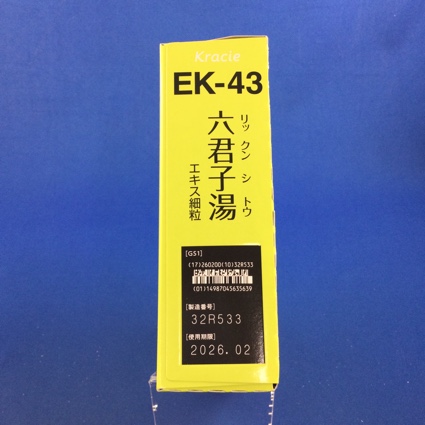 Kracie
EK-43
六君子湯
リックンシトウ
エキス細粒
[GS1]
(17)260200(10)32R533
(01)14987045635639
[製造番号]
32R533
[使用期限]
2026.02